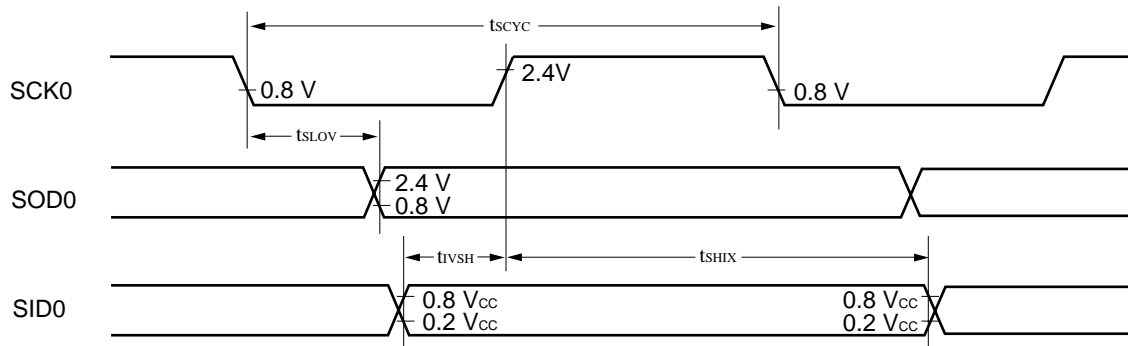 tSCYC
SCK0
0.8 V
2.4V
0.8 V
tSLOV
SOD0
2.4 V
0.8 V
tIVSH
tSHIX
SID0
0.8 VCC
0.2 VCC
0.8 VCC
0.2 VCC